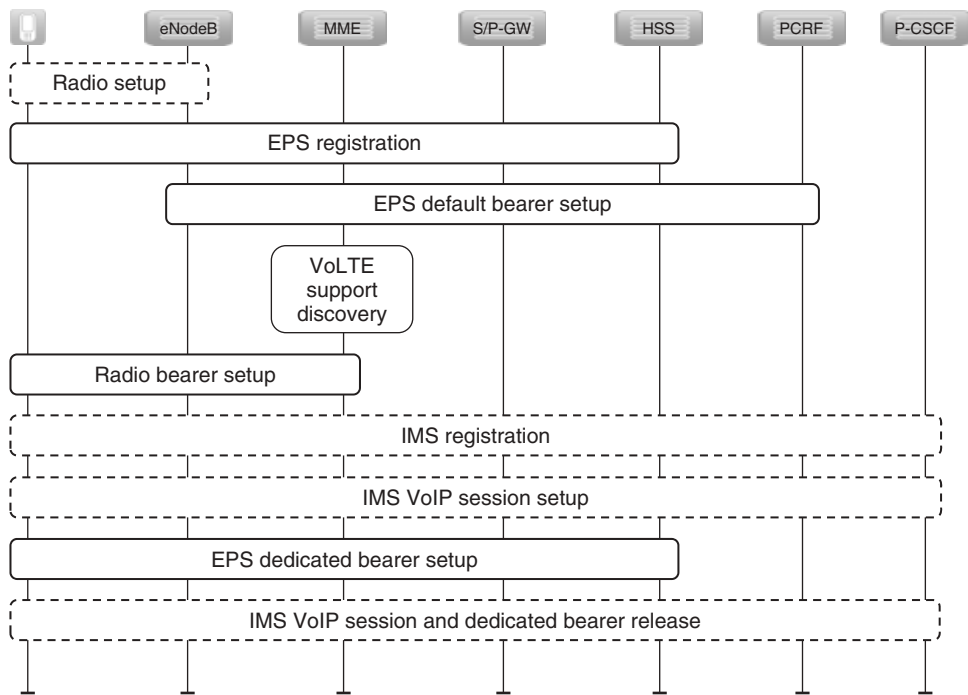 eNodeB MME S/P-GW HSS PCRF P-CSCF
Radio setup
EPS registration
EPS default bearer setup
VoLTE
support
discovery
Radio bearer setup
IMS registration
IMS VoIP session setup
EPS dedicated bearer setup
IMS VoIP session and dedicated bearer release